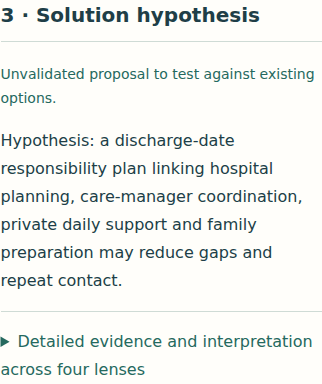 3 · Solution hypothesis
Unvalidated proposal to test against existing
options.
Hypothesis: a discharge-date
responsibility plan linking hospital
planning, care-manager coordination,
private daily support and family
preparation may reduce gaps and
repeat contact.
▶ Detailed evidence and interpretation
across four lenses